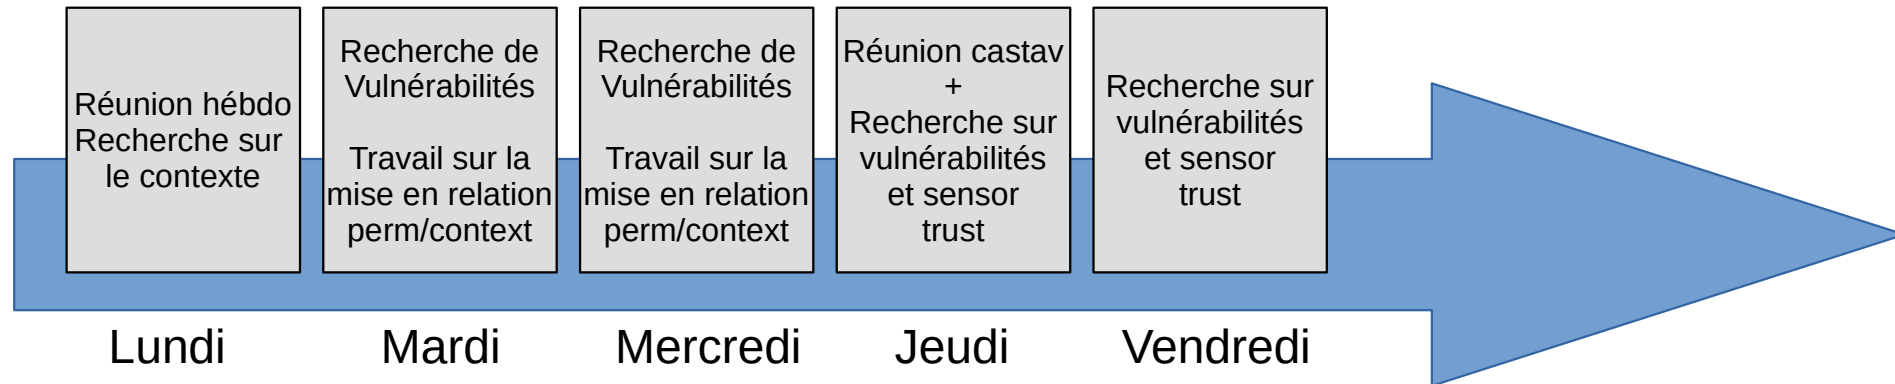 Réunion hébdo
Recherche sur
le contexte
Recherche de
Vulnérabilités
Travail sur la
mise en relation
perm/context
Recherche de
Vulnérabilités
Travail sur la
mise en relation
perm/context
Réunion castav
+
Recherche sur
vulnérabilités
et sensor
trust
Recherche sur
vulnérabilités
et sensor
trust
Lundi
Mardi
Mercredi
Jeudi
Vendredi